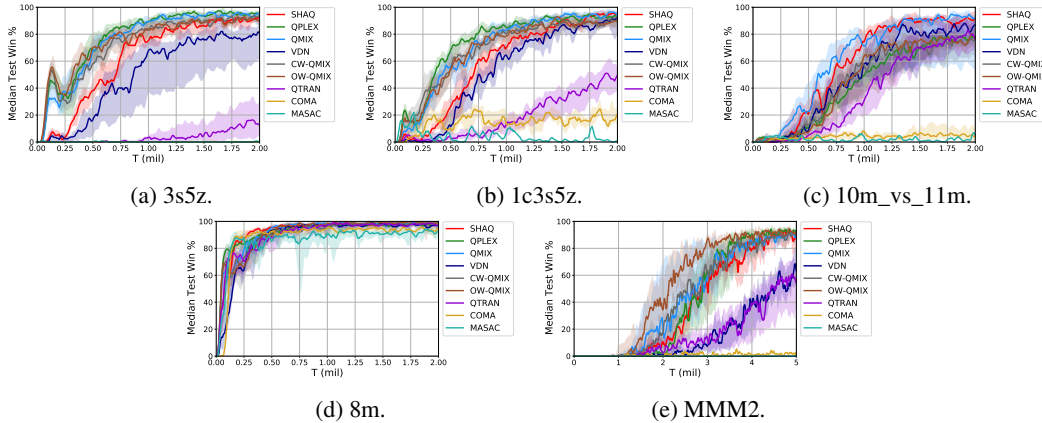 100
80
60
40
20
0
Median Test Win %
0.00 0.25 0.50 0.75 1.00 1.25 1.50 1.75 2.00
T (mil)
SHAQ
QPLEX
QMIX
VDN
CW-QMIX
OW-QMIX
QTRAN
COMA
MASAC
(a) 3s5z.
100
80
60
40
20
0
Median Test Win %
0.00 0.25 0.50 0.75 1.00 1.25 1.50 1.75 2.00
T (mil)
SHAQ
QPLEX
QMIX
VDN
CW-QMIX
OW-QMIX
QTRAN
COMA
MASAC
(b) 1c3s5z.
100
80
60
40
20
0
Median Test Win %
0.00 0.25 0.50 0.75 1.00 1.25 1.50 1.75 2.00
T (mil)
SHAQ
QPLEX
QMIX
VDN
CW-QMIX
OW-QMIX
QTRAN
COMA
MASAC
(c) 10m_vs_11m.
100
80
60
40
20
0
Median Test Win %
0.00 0.25 0.50 0.75 1.00 1.25 1.50 1.75 2.00
T (mil)
SHAQ
QPLEX
QMIX
VDN
CW-QMIX
OW-QMIX
QTRAN
COMA
MASAC
(d) 8m.
100
80
60
40
20
0
Median Test Win %
0 1 2 3 4 5
T (mil)
SHAQ
QPLEX
QMIX
VDN
CW-QMIX
OW-QMIX
QTRAN
COMA
MASAC
(e) MMM2.